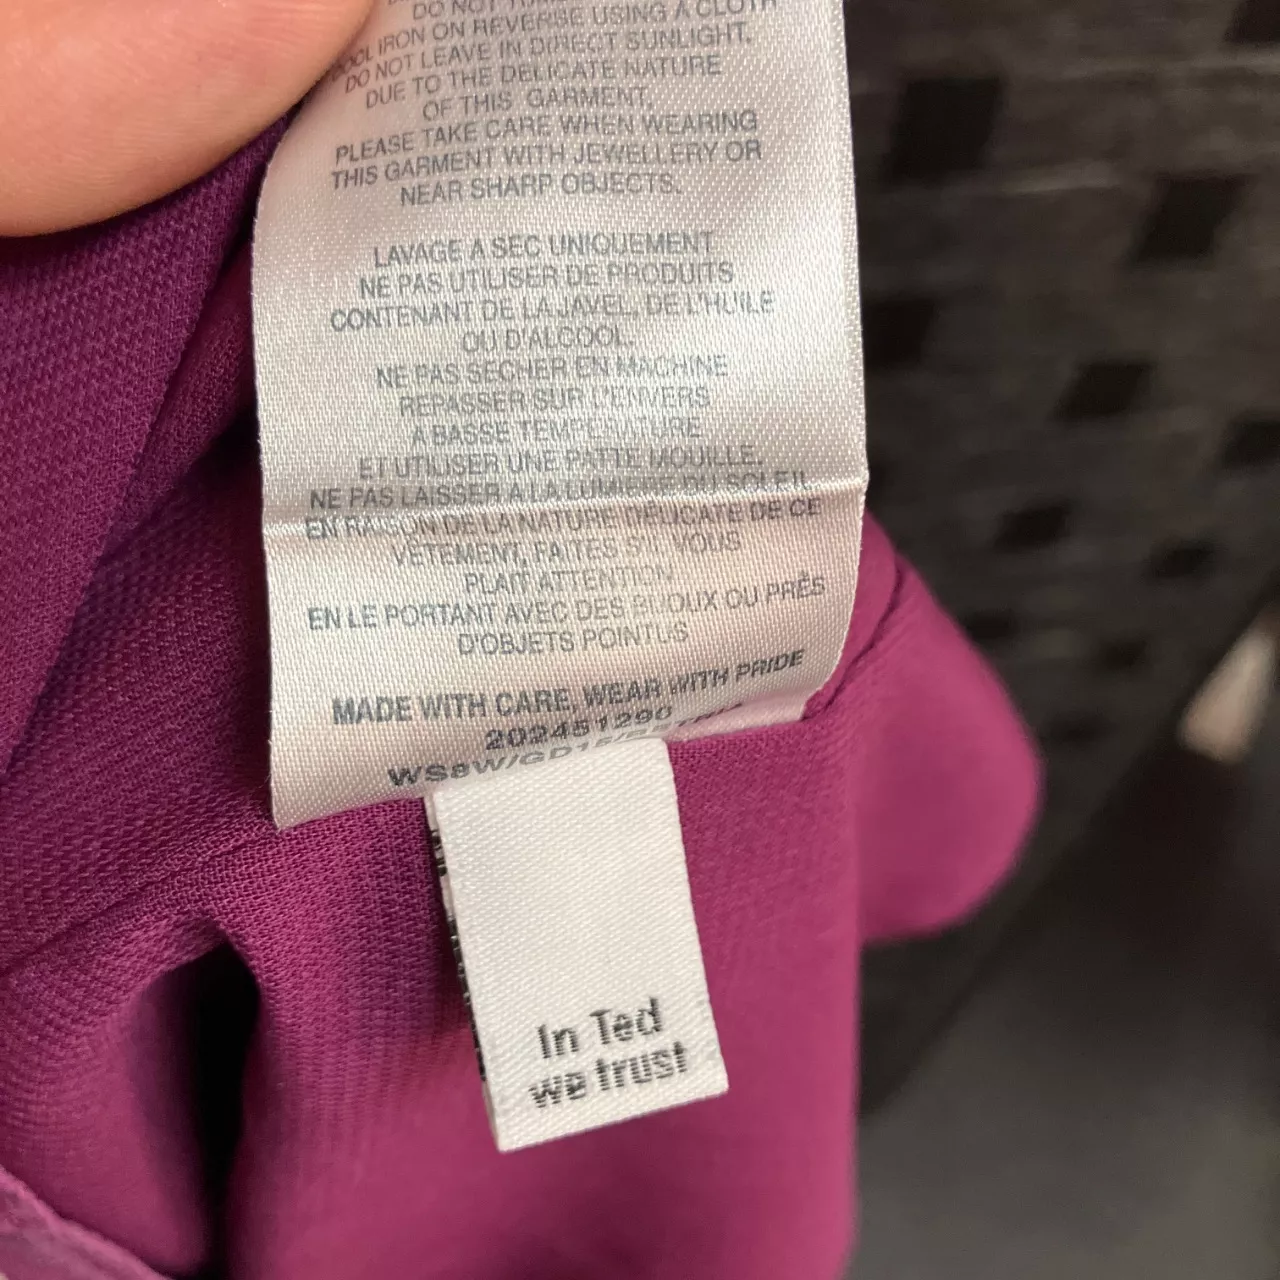 DO NOT
COOL IRON ON REVERSE USING A CLOTH
DO NOT LEAVE IN DIRECT SUNLIGHT.
DUE TO THE DELICATE NATURE
OF THIS GARMENT,
PLEASE TAKE CARE WHEN WEARING
THIS GARMENT WITH JEWELLERY OR
NEAR SHARP OBJECTS.
LAVAGE A SEC UNIQUEMENT
NE PAS UTILISER DE PRODUITS
CONTENANT DE LA JAVEL, DE L'HUILE
OU D'ALCOOL.
NE PAS SECHER EN MACHINE
REPASSER SUR L'ENVERS
A BASSE TEMPERATURE
ET UTILISER UNE PATTE MOUILLE.
NE PAS LAISSER A LA LUMIERE DU SOLEIL
EN RAISON DE LA NATURE DÉLICATE DE CE
VÊTEMENT, FAITES S'IL VOUS
PLAIT ATTENTION
EN LE PORTANT AVEC DES BIJOUX OU PRÊS
D'OBJETS POINTUS
MADE WITH CARE, WEAR WITH PRIDE
202451290
In Ted
we trust